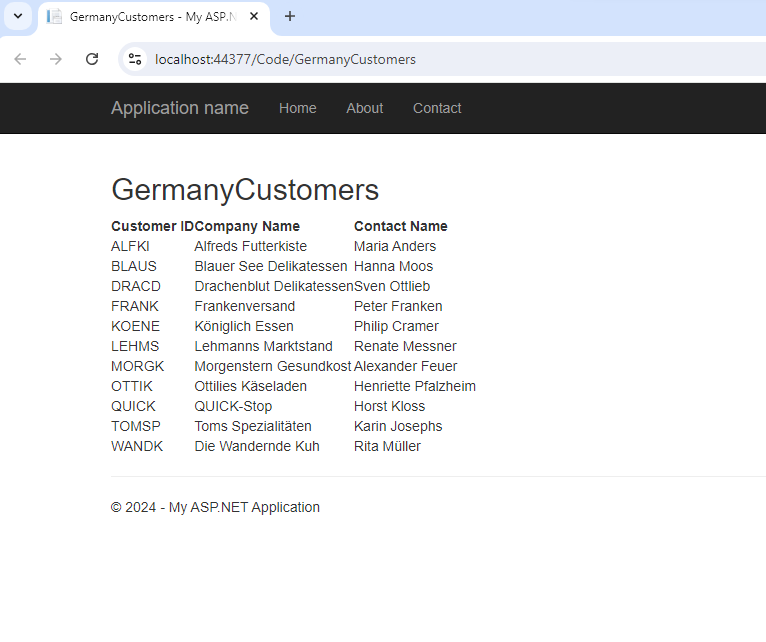 GermanyCustomers - My ASP.N
localhost:44377/Code/GermanyCustomers
Application name Home About Contact
GermanyCustomers
Customer ID Company Name Contact Name
ALFKI Alfreds Futterkiste Maria Anders
BLAUS Blauer See Delikatessen Hanna Moos
DRACD Drachenblut Delikatessen Sven Ottlieb
FRANK Frankenversand Peter Franken
KOENE Königlich Essen Philip Cramer
LEHMS Lehmanns Marktstand Renate Messner
MORGK Morgenstern Gesundkost Alexander Feuer
OTTIK Ottilies Käseladen Henriette Pfalzheim
QUICK QUICK-Stop Horst Kloss
TOMSP Toms Spezialitäten Karin Josephs
WANDK Die Wandernde Kuh Rita Müller
© 2024 - My ASP.NET Application